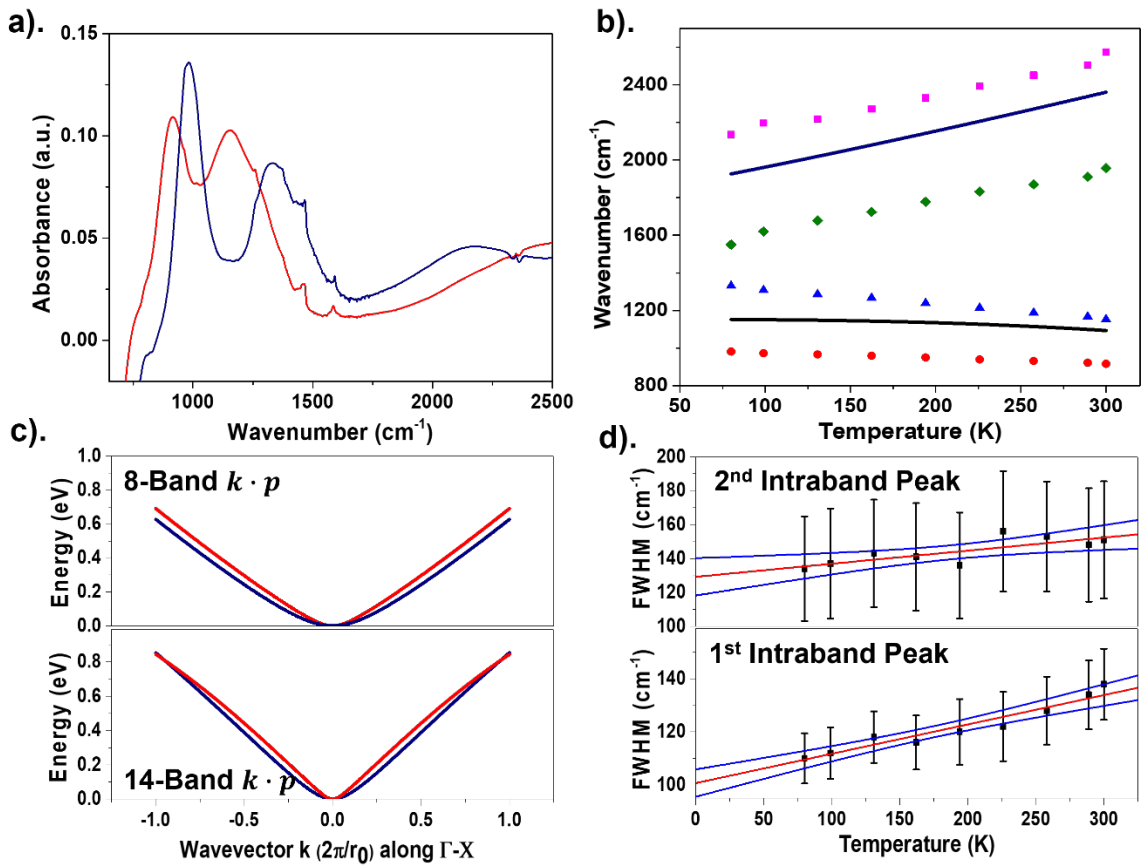 a).
0.15
0.10
0.05
0.00
Absorbance (a.u.)
1000
1500
2000
2500
Wavenumber (cm⁻¹)
b).
2400
2000
1600
1200
800
Wavenumber (cm⁻¹)
50
100
150
200
250
300
Temperature (K)
c).
8-Band k · p
1.0
0.8
0.6
0.4
0.2
0.0
Energy (eV)
14-Band k · p
0.8
0.6
0.4
0.2
0.0
Energy (eV)
-1.0
-0.5
0.0
0.5
1.0
Wavevector k (2π/r₀) along Γ-X
d).
2ⁿᵈ Intraband Peak
200
180
160
140
120
100
FWHM (cm⁻¹)
1ˢᵗ Intraband Peak
140
120
100
FWHM (cm⁻¹)
0
50
100
150
200
250
300
Temperature (K)